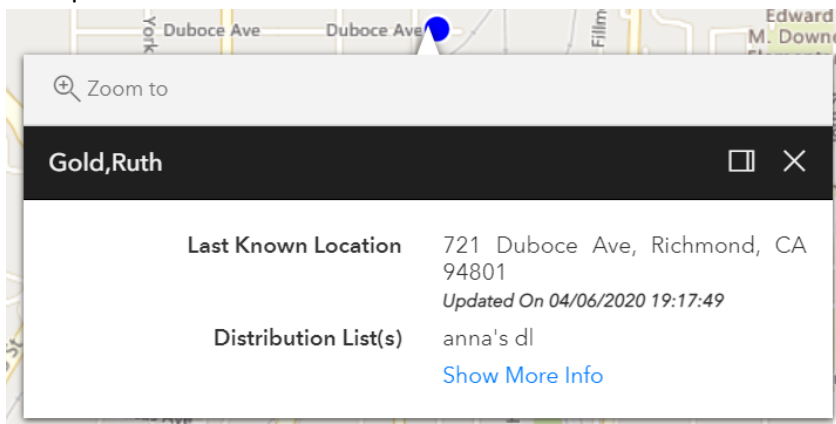 York
Duboce Ave
Duboce Ave
Fillm
Edward
M. Downe
Zoom to
Gold,Ruth
Last Known Location
721 Duboce Ave, Richmond, CA
94801
Updated On 04/06/2020 19:17:49
Distribution List(s)
anna's dl
Show More Info
St